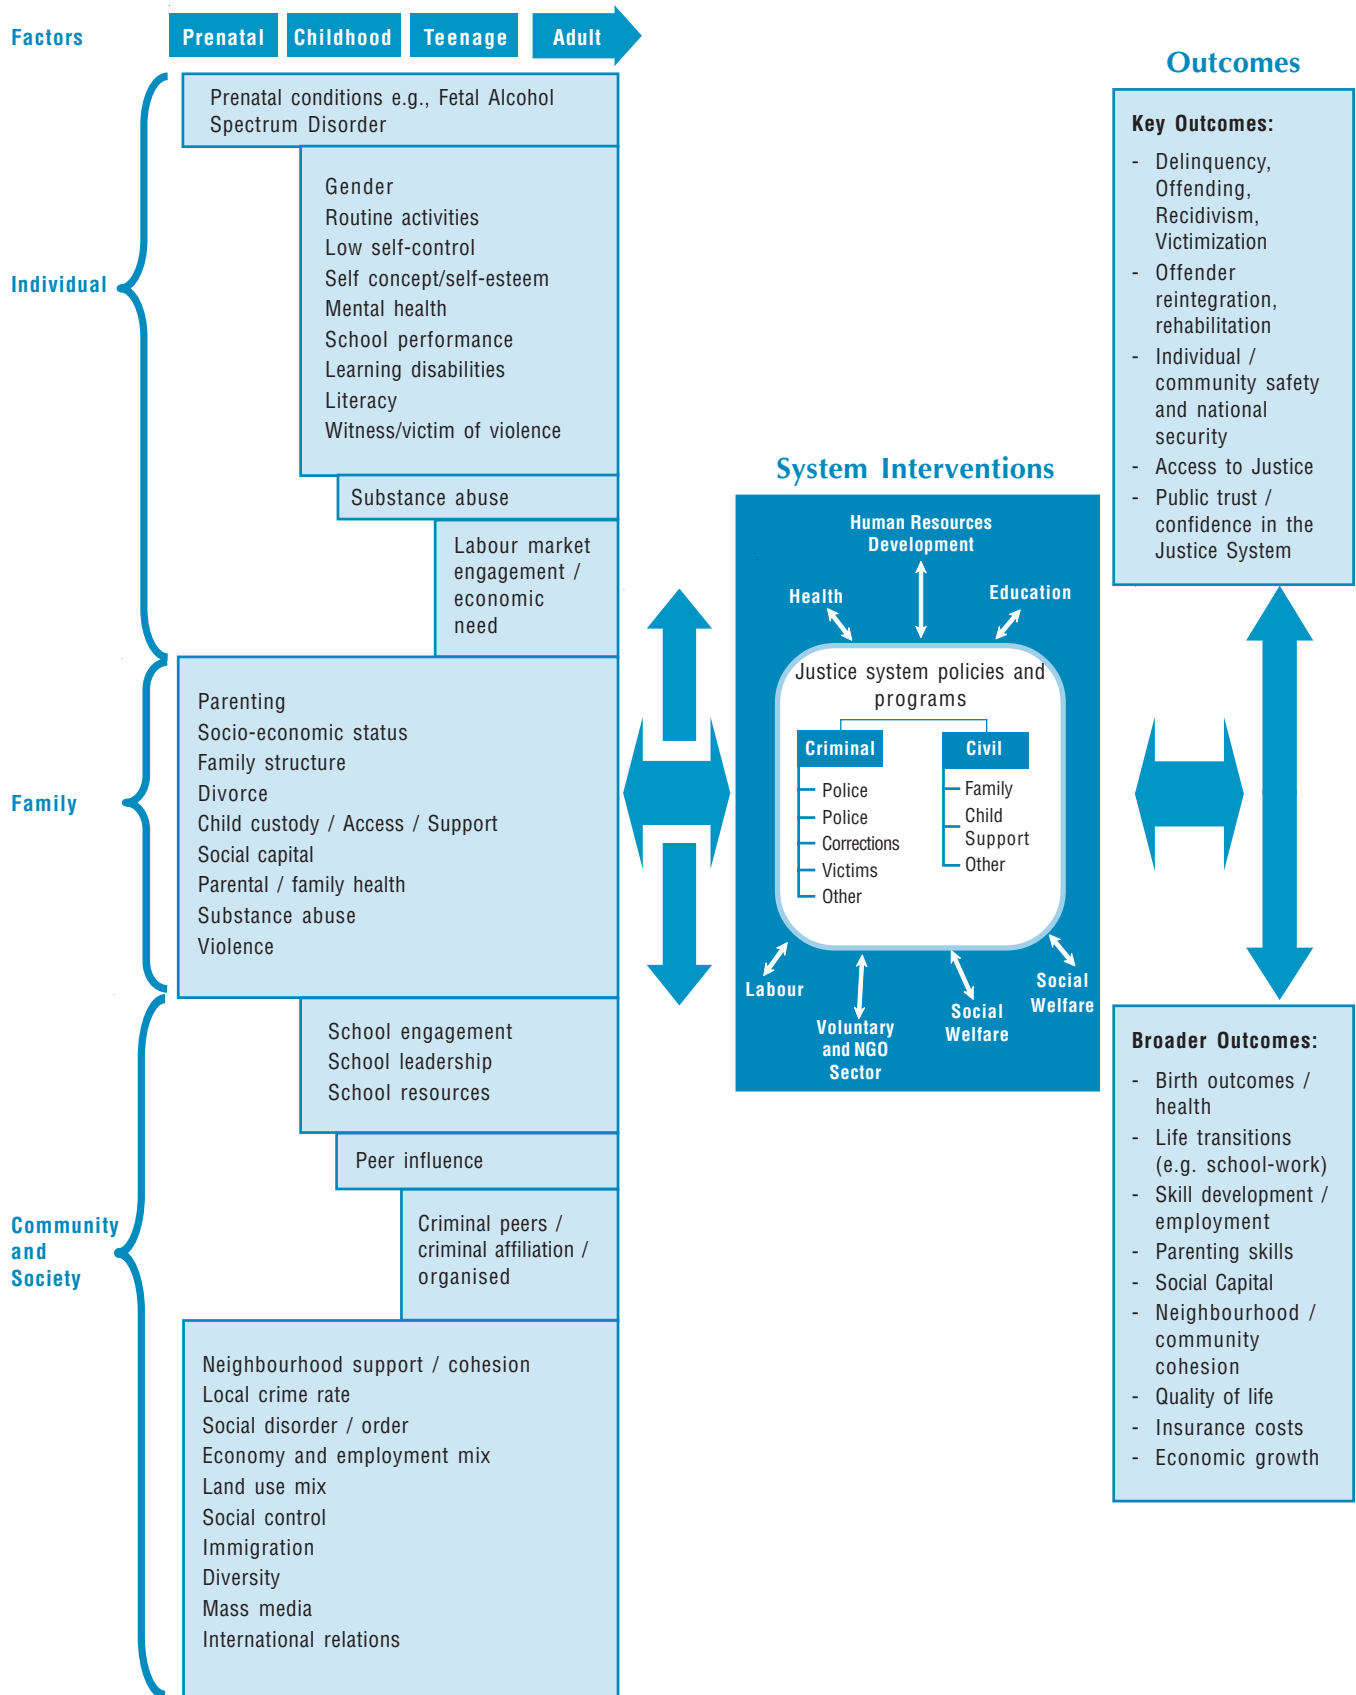 Factors
Prenatal
Childhood
Teenage
Adult
Individual
Prenatal conditions e.g., Fetal Alcohol
Spectrum Disorder
Gender
Routine activities
Low self-control
Self concept/self-esteem
Mental health
School performance
Learning disabilities
Literacy
Witness/victim of violence
Substance abuse
Labour market
engagement /
economic
need
Family
Parenting
Socio-economic status
Family structure
Divorce
Child custody / Access / Support
Social capital
Parental / family health
Substance abuse
Violence
Community
and
Society
School engagement
School leadership
School resources
Peer influence
Criminal peers /
criminal affiliation /
organised
Neighbourhood support / cohesion
Local crime rate
Social disorder / order
Economy and employment mix
Land use mix
Social control
Immigration
Diversity
Mass media
International relations
System Interventions
Human Resources
Development
Health
Education
Justice system policies and
programs
Criminal
Police
Police
Corrections
Victims
Other
Civil
Family
Child
Support
Other
Labour
Voluntary
and NGO
Sector
Social
Welfare
Social
Welfare
Outcomes
Key Outcomes:
- Delinquency,
Offending,
Recidivism,
Victimization
- Offender
reintegration,
rehabilitation
- Individual /
community safety
and national
security
- Access to Justice
- Public trust /
confidence in the
Justice System
Broader Outcomes:
- Birth outcomes /
health
- Life transitions
(e.g. school-work)
- Skill development /
employment
- Parenting skills
- Social Capital
- Neighbourhood /
community
cohesion
- Quality of life
- Insurance costs
- Economic growth